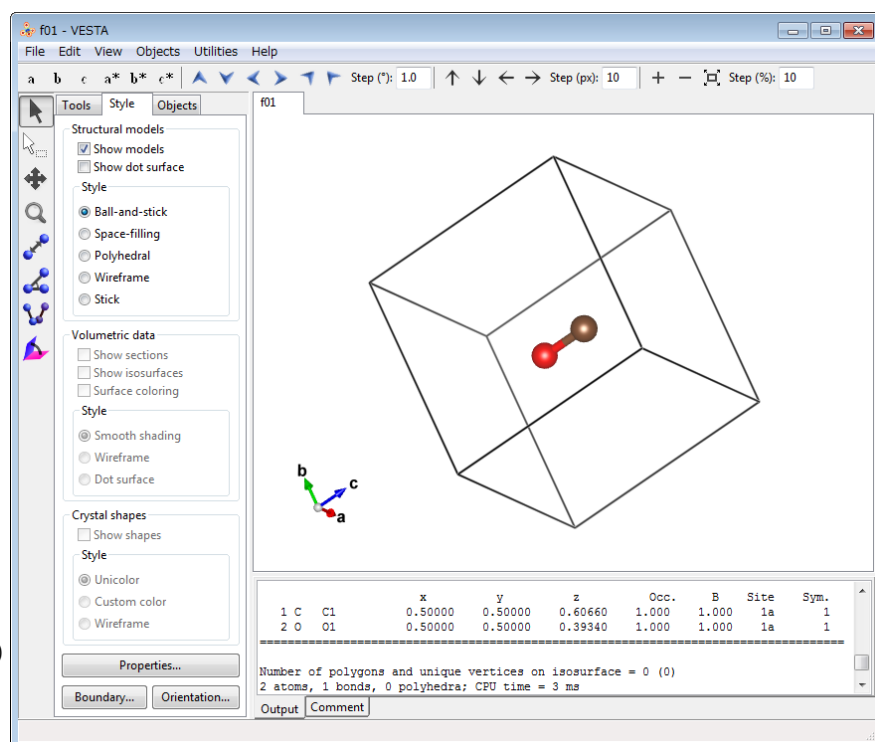 f01 - VESTA
File Edit View Objects Utilities Help
a b c a* b* c* Step (°): 1.0 Step (px): 10 Step (%): 10
Tools Style Objects
f01
Structural models
Show models
Show dot surface
Style
Ball-and-stick
Space-filling
Polyhedral
Wireframe
Stick
Volumetric data
Show sections
Show isosurfaces
Surface coloring
Style
Smooth shading
Wireframe
Dot surface
Crystal shapes
Show shapes
Style
Unicolor
Custom color
Wireframe
Properties...
Boundary... Orientation...
b
c
a
x y z Occ. B Site Sym.
1 C C1 0.50000 0.50000 0.60660 1.000 1.000 1a 1
2 O O1 0.50000 0.50000 0.39340 1.000 1.000 1a 1
Number of polygons and unique vertices on isosurface = 0 (0)
2 atoms, 1 bonds, 0 polyhedra; CPU time = 3 ms
Output Comment
)